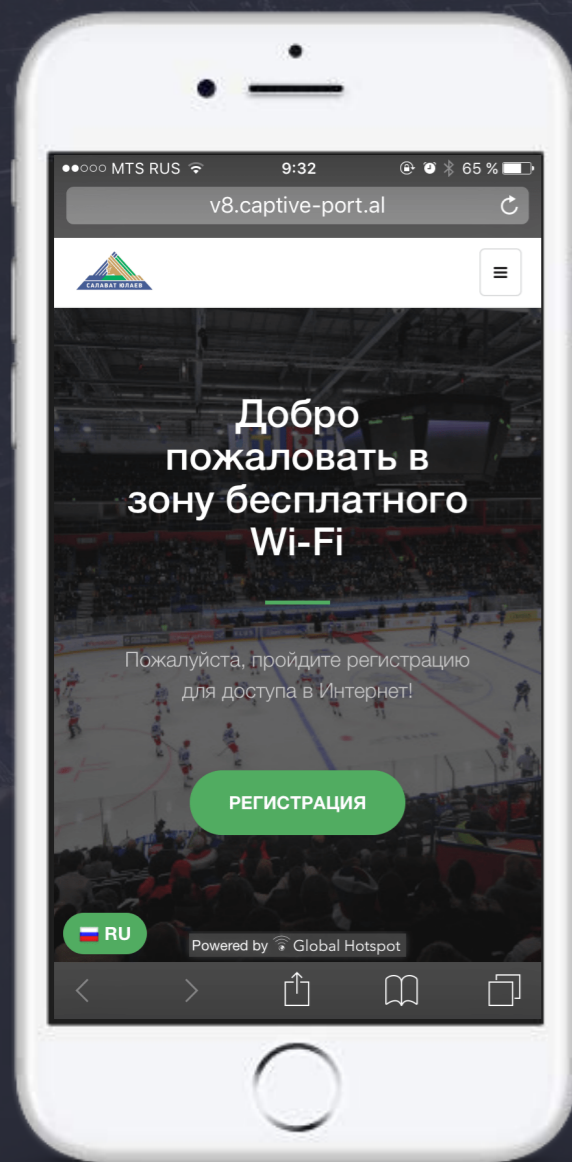 MTS RUS 9:32 65 %
v8.captive-port.al
САЛАВАТ ЮЛАЕВ
Добро
пожаловать в
зону бесплатного
Wi-Fi
Пожалуйста, пройдите регистрацию
для доступа в Интернет!
РЕГИСТРАЦИЯ
RU
Powered by Global Hotspot